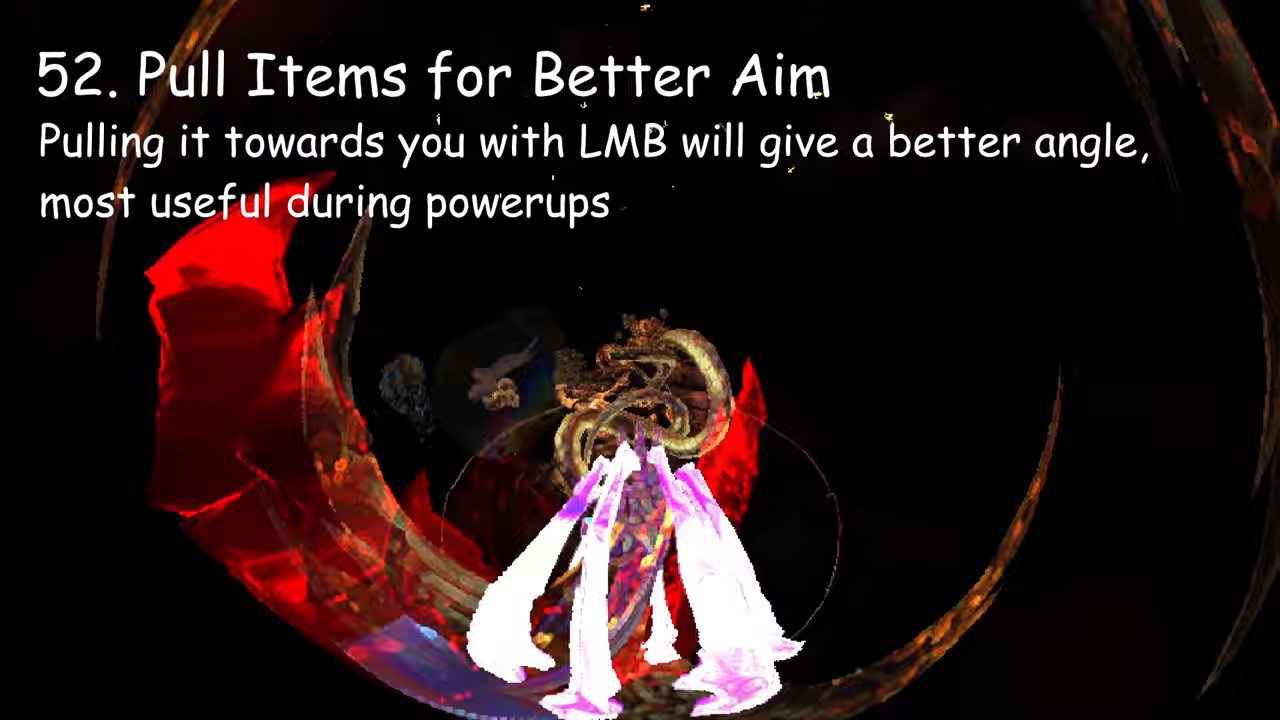 52. Pull Items for Better Aim
Pulling it towards you with LMB will give a better angle,
most useful during powerups